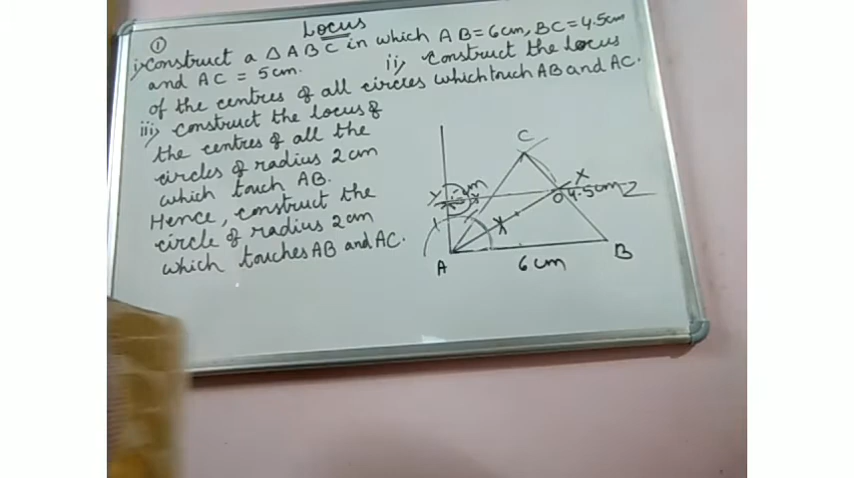 Locus
①
i) Construct a Δ ABC in which AB = 6cm, BC = 4.5cm
and AC = 5cm. ii) Construct the locus
of the centres of all circles which touch AB and AC.
iii) Construct the locus of
the centres of all the
circles of radius 2cm
which touch AB.
Hence, construct the
circle of radius 2cm
which touches AB and AC.
C
X
Y
O 4.5cm Z
A
6cm
B